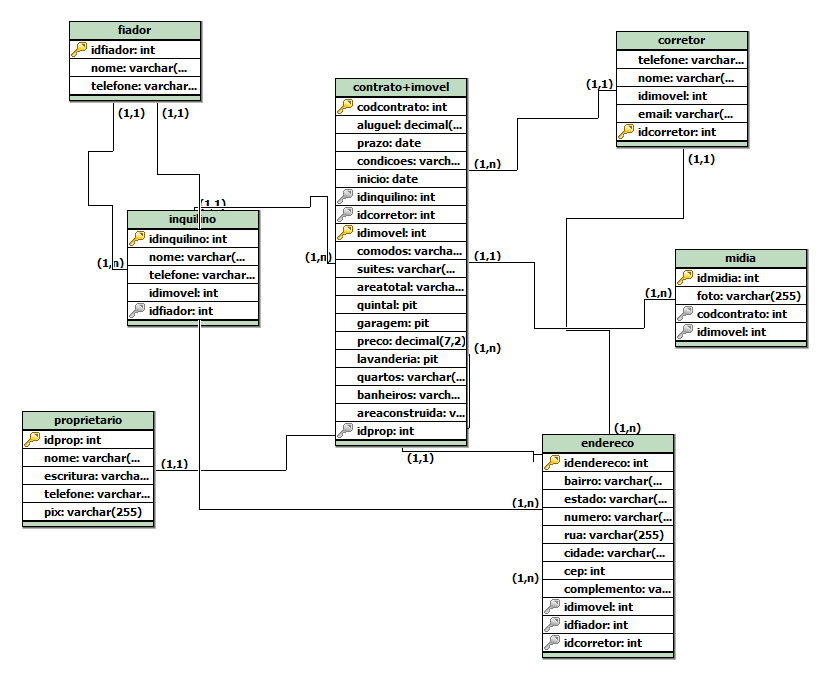 fiador
idfiador: int
nome: varchar(...
telefone: varchar...
(1,1)
(1,1)
corretor
telefone: varchar...
nome: varchar(...
idimovel: int
email: varchar(...
idcorretor: int
(1,1)
(1,1)
contrato+imovel
codcontrato: int
aluguel: decimal(...
prazo: date
condicoes: varch...
inicio: date
idinquilino: int
idcorretor: int
idimovel: int
comodos: varcha...
suites: varchar(...
areatotal: varcha...
quintal: pit
garagem: pit
preco: decimal(7,2)
lavanderia: pit
quartos: varchar(...
banheiros: varch...
areaconstruida: v...
idprop: int
(1,n)
(1,1)
(1,n)
(1,n)
(1,1)
(1,1)
inquilino
idinquilino: int
nome: varchar(...
telefone: varchar...
idimovel: int
idfiador: int
(1,n)
midia
idmidia: int
foto: varchar(255)
codcontrato: int
idimovel: int
(1,n)
proprietario
idprop: int
nome: varchar(...
escritura: varcha...
telefone: varchar...
pix: varchar(255)
(1,1)
endereco
idendereco: int
bairro: varchar(...
estado: varchar(...
numero: varchar(...
rua: varchar(255)
cidade: varchar(...
cep: int
complemento: va...
idimovel: int
idfiador: int
idcorretor: int
(1,n)
(1,n)
(1,n)